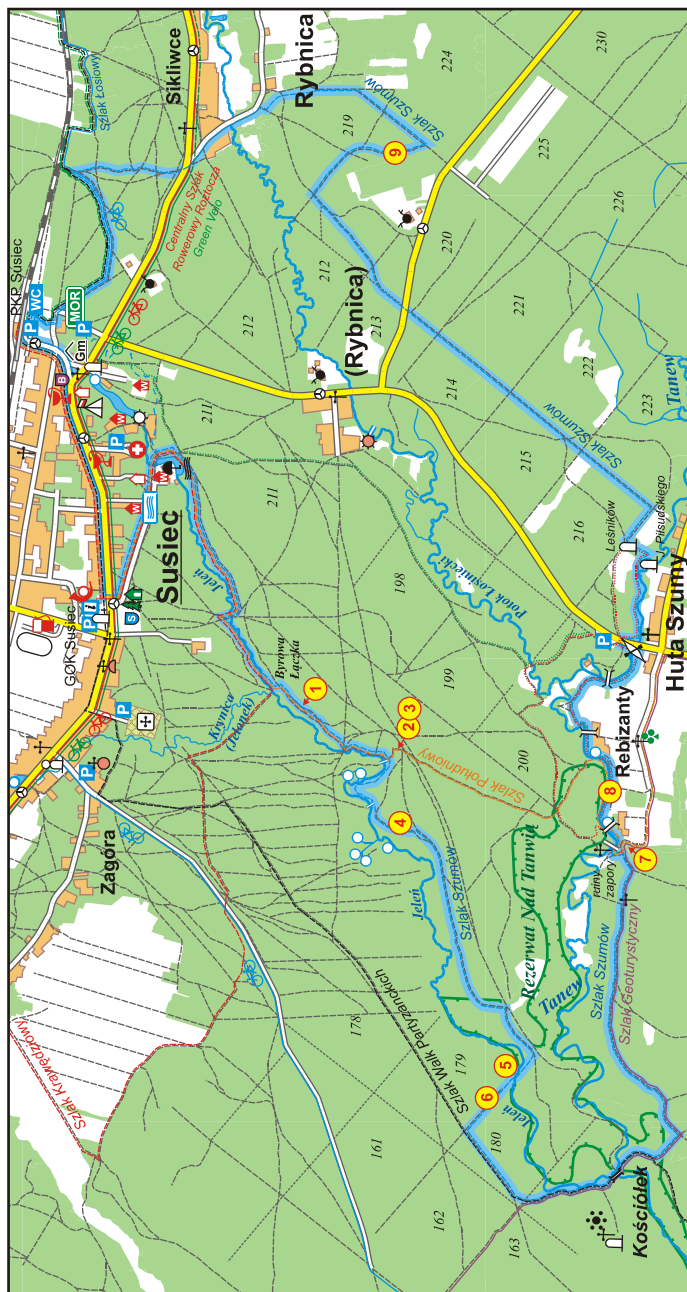 PKP Susiec
Szlak Łosiowy
Sikliwce
Rybnica
P
WC
MOR
P
Gm
B
Centralny Szlak
Rowerowy Roztocza
Green Velo
219
224
230
Szlak Szumów
9
225
220
226
212
212
213
(Rybnica)
221
222
223
Tanew
214
215
216
Szlak Szumów
211
211
P
W
W
W
W
Susiec
GOK Susiec
P
i
S
Jeleń
198
Potok Łosiniecki
Leśników
Piłsudskiego
Huta Szumy
P
Byrowa
Łączka
1
Krynica
(Jelonek)
199
2
3
200
Szlak Południowy
Rebizanty
8
7
ruiny
zapory
P
P
Zagóra
4
Jeleń
Szlak Szumów
Rezerwat Nad Tanwią
Tanew
Szlak Szumów
Szlak Geoturystyczny
Szlak Krawędziowy
178
Szlak Walk Partyzanckich
179
5
6
Jeleń
180
161
162
163
Kościółek